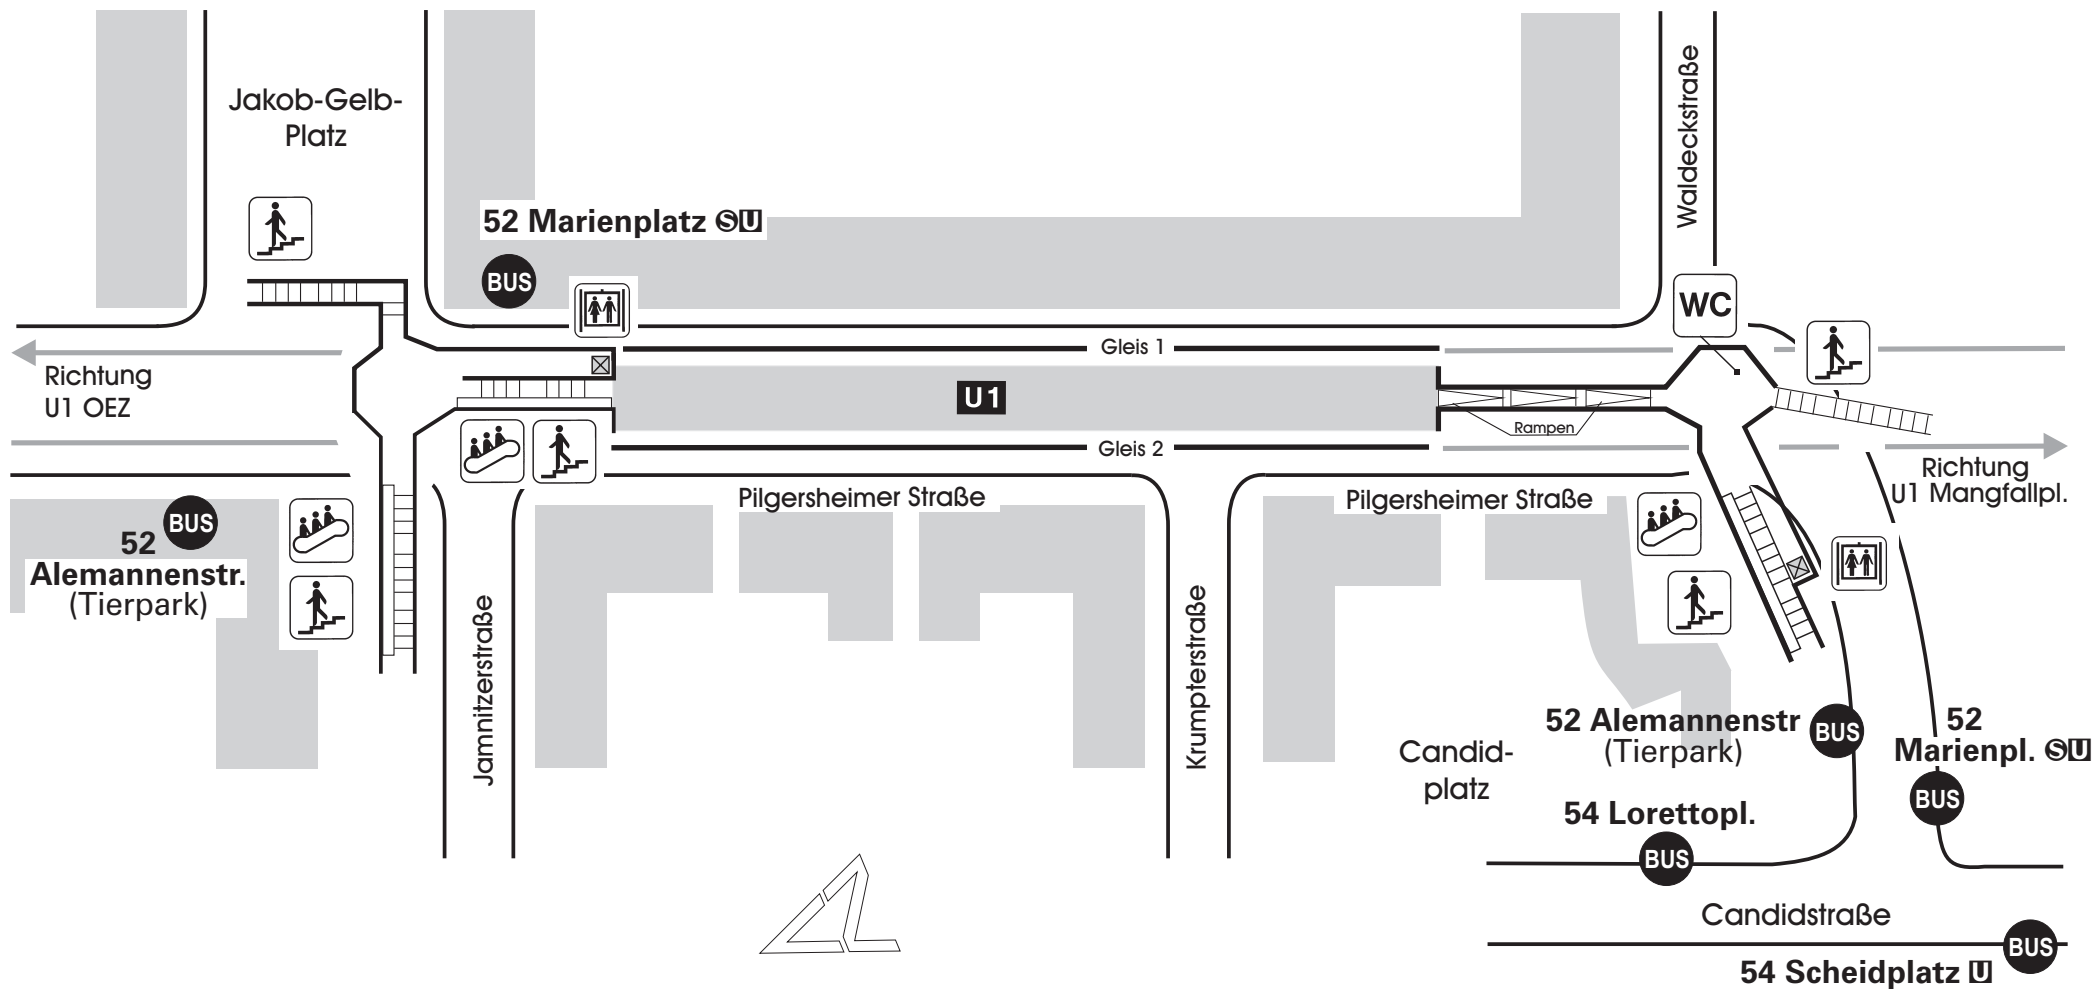 Jakob-Gelb-
Platz
Waldeckstraße
52 Marienplatz S U
BUS
WC
Gleis 1
Richtung
U1 OEZ
U1
Rampen
Gleis 2
Richtung
U1 Mangfallpl.
Pilgersheimer Straße
Pilgersheimer Straße
BUS
52
Alemannenstr.
(Tierpark)
Jamnitzerstraße
Krumpterstraße
Candid-
platz
52 Alemannenstr
(Tierpark)
BUS
52
Marienpl. S U
BUS
54 Lorettopl.
BUS
Candidstraße
BUS
54 Scheidplatz U